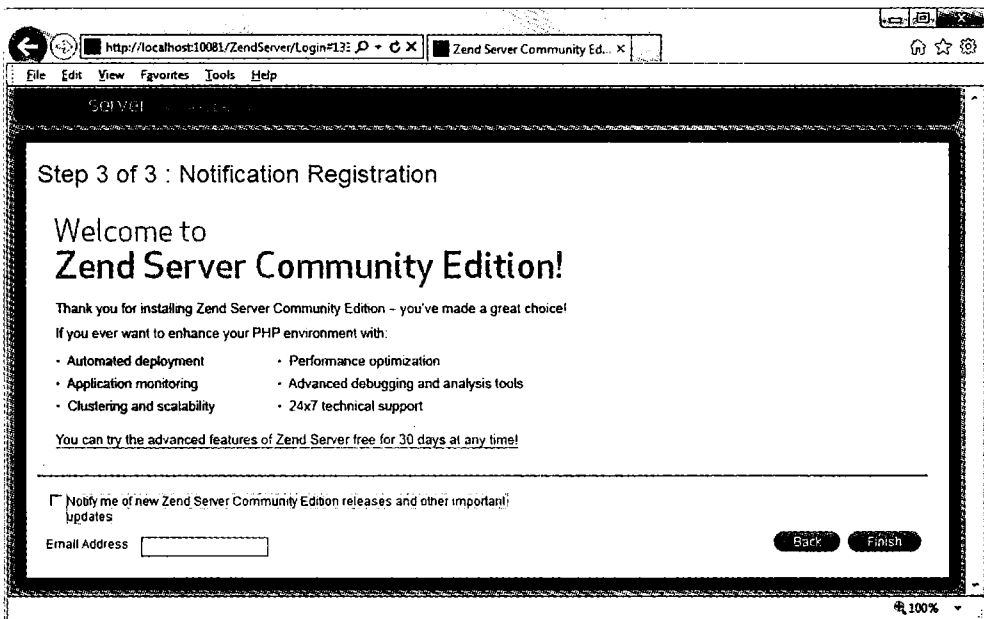 http://localhost:10081/ZendServer/Login#13
Zend Server Community Ed... ×
File Edit View Favorites Tools Help
server
Step 3 of 3 : Notification Registration
Welcome to
Zend Server Community Edition!
Thank you for installing Zend Server Community Edition – you've made a great choice!
If you ever want to enhance your PHP environment with:
· Automated deployment · Performance optimization
· Application monitoring · Advanced debugging and analysis tools
· Clustering and scalability · 24x7 technical support
You can try the advanced features of Zend Server free for 30 days at any time!
Notify me of new Zend Server Community Edition releases and other important
updates
Email Address
Back Finish
100%